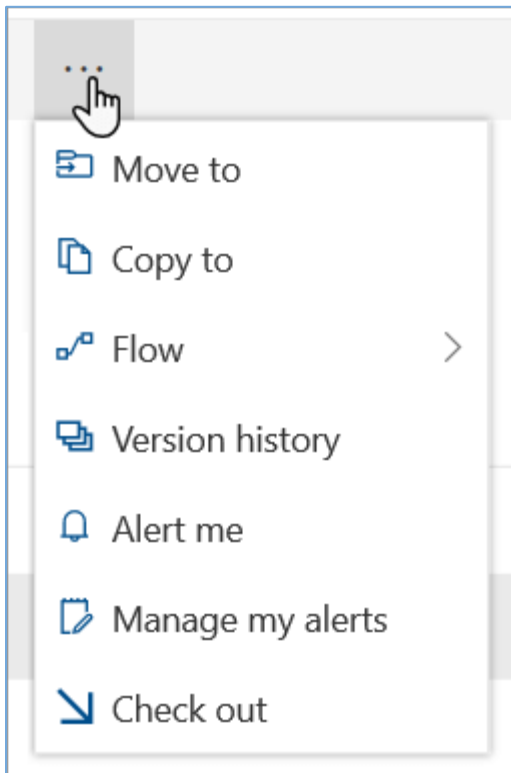 ...
Move to
Copy to
Flow
Version history
Alert me
Manage my alerts
Check out